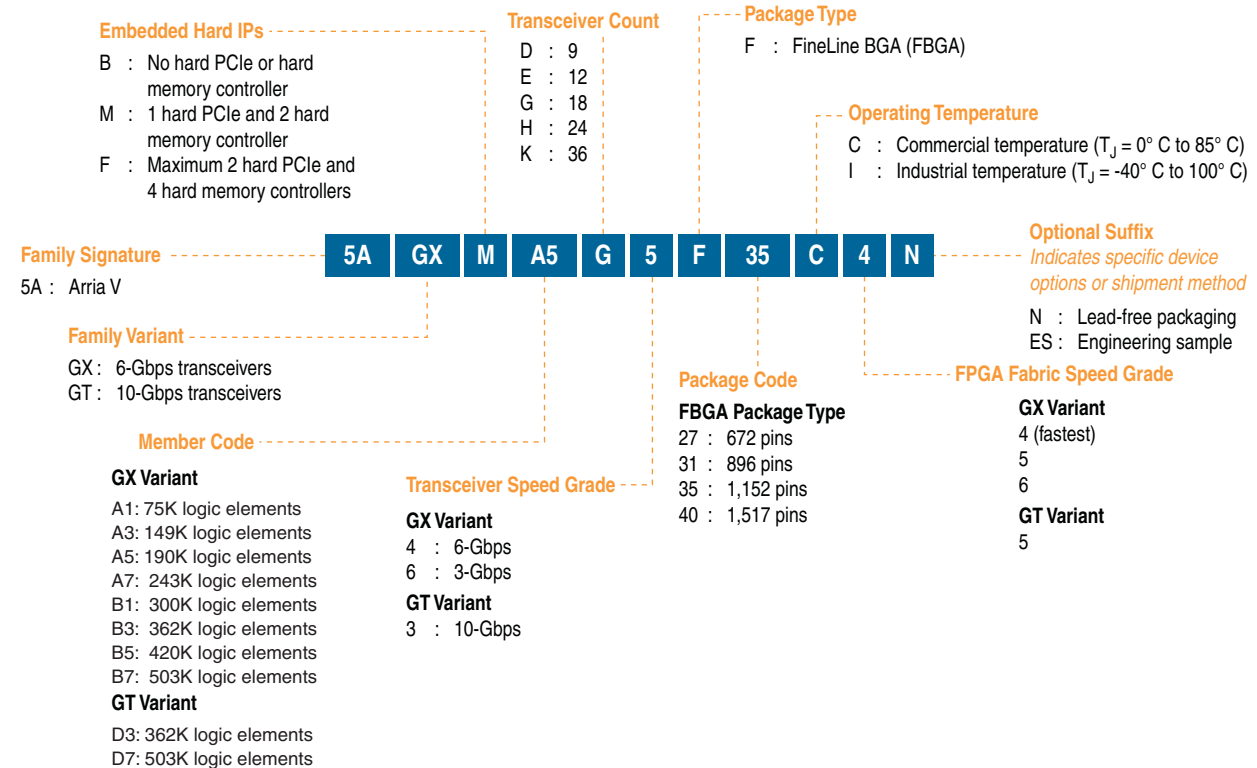 Embedded Hard IPs
B : No hard PCIe or hard
memory controller
M : 1 hard PCIe and 2 hard
memory controller
F : Maximum 2 hard PCIe and
4 hard memory controllers
Transceiver Count
D : 9
E : 12
G : 18
H : 24
K : 36
Package Type
F : FineLine BGA (FBGA)
Operating Temperature
C : Commercial temperature (TJ = 0° C to 85° C)
I : Industrial temperature (TJ = -40° C to 100° C)
Family Signature
5A : Arria V
5A GX M A5 G 5 F 35 C 4 N
Optional Suffix
Indicates specific device
options or shipment method
N : Lead-free packaging
ES : Engineering sample
Family Variant
GX : 6-Gbps transceivers
GT : 10-Gbps transceivers
Member Code
GX Variant
A1: 75K logic elements
A3: 149K logic elements
A5: 190K logic elements
A7: 243K logic elements
B1: 300K logic elements
B3: 362K logic elements
B5: 420K logic elements
B7: 503K logic elements
GT Variant
D3: 362K logic elements
D7: 503K logic elements
Transceiver Speed Grade
GX Variant
4 : 6-Gbps
6 : 3-Gbps
GT Variant
3 : 10-Gbps
Package Code
FBGA Package Type
27 : 672 pins
31 : 896 pins
35 : 1,152 pins
40 : 1,517 pins
FPGA Fabric Speed Grade
GX Variant
4 (fastest)
5
6
GT Variant
5